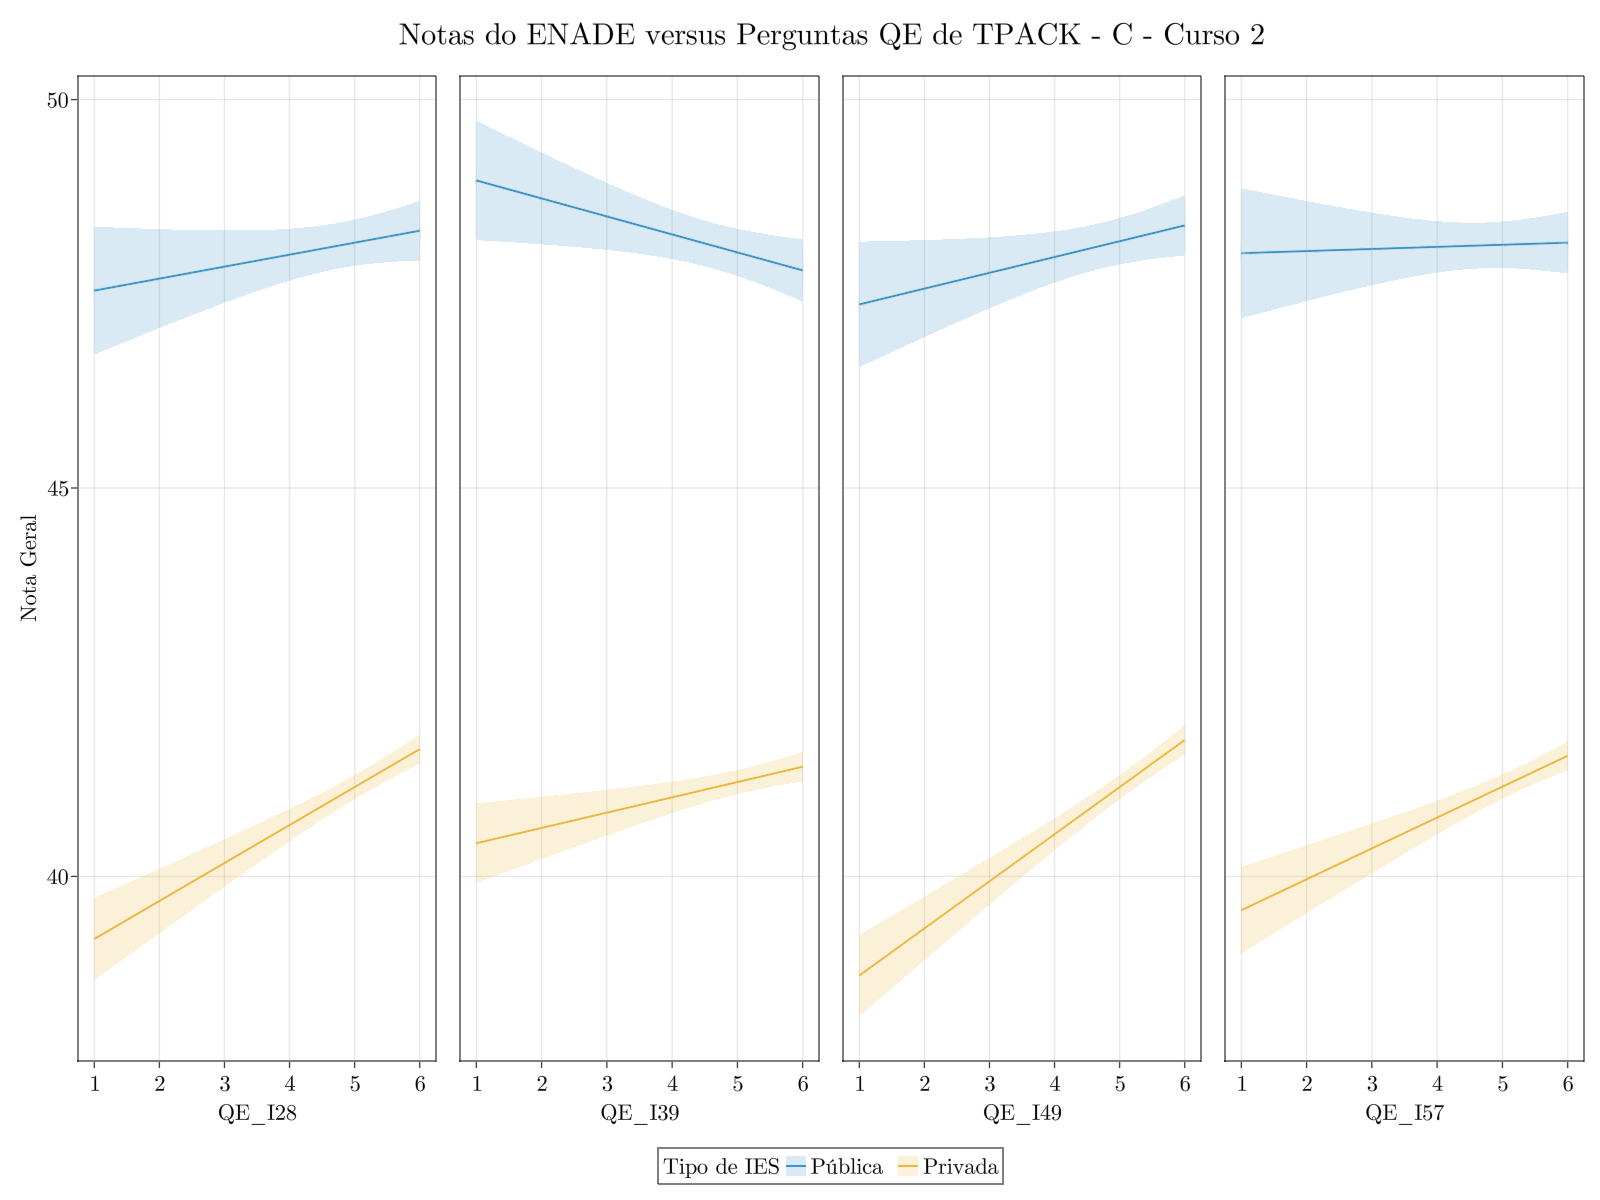 Notas do ENADE versus Perguntas QE de TPACK - C - Curso 2
Nota Geral
50
45
40
1 2 3 4 5 6
QE_I28
1 2 3 4 5 6
QE_I39
1 2 3 4 5 6
QE_I49
1 2 3 4 5 6
QE_I57
Tipo de IES Pública Privada